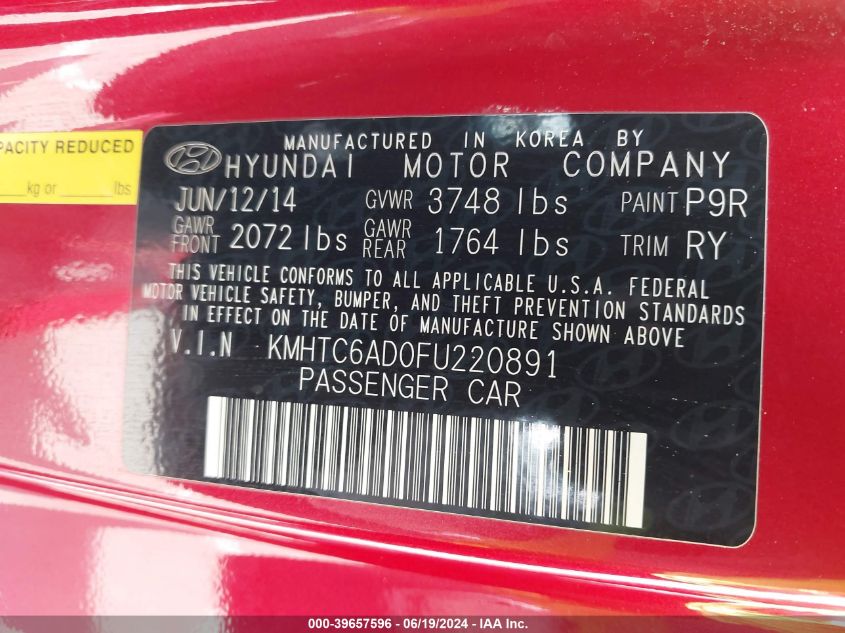 PACITY REDUCED
kg or lbs
MANUFACTURED IN KOREA BY
HYUNDAI MOTOR COMPANY
JUN/12/14 GVWR 3748 lbs PAINT P9R
GAWR FRONT 2072 lbs GAWR REAR 1764 lbs TRIM RY
THIS VEHICLE CONFORMS TO ALL APPLICABLE U.S.A. FEDERAL
MOTOR VEHICLE SAFETY, BUMPER, AND THEFT PREVENTION STANDARDS
IN EFFECT ON THE DATE OF MANUFACTURE SHOWN ABOVE
V.I.N KMHTC6AD0FU220891
PASSENGER CAR
000-39657596 - 06/19/2024 - IAA Inc.